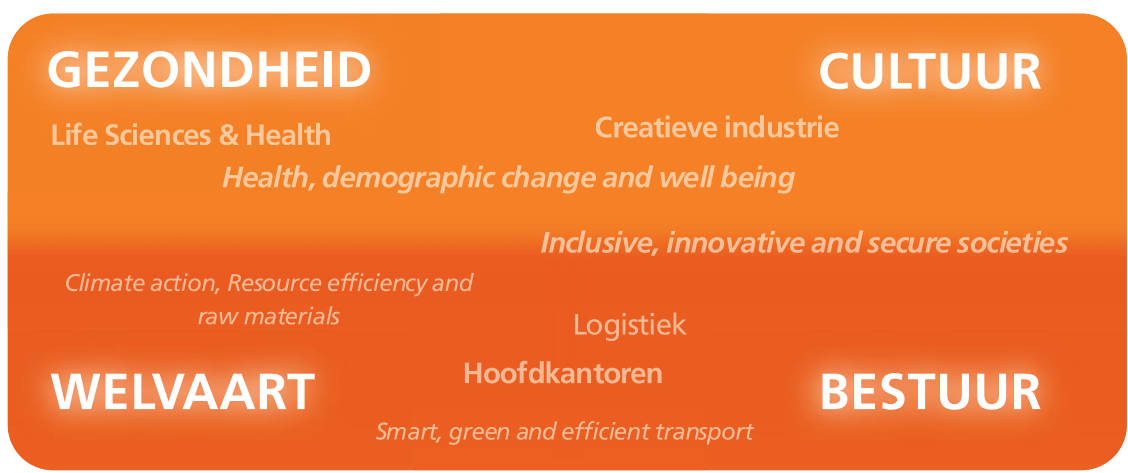 GEZONDHEID
CULTUUR
Life Sciences & Health
Creatieve industrie
Health, demographic change and well being
Inclusive, innovative and secure societies
Climate action, Resource efficiency and
raw materials
Logistiek
Hoofdkantoren
WELVAART
BESTUUR
Smart, green and efficient transport